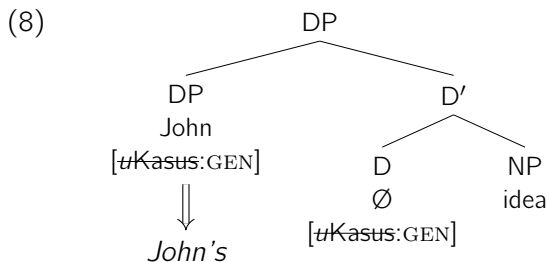 (8)
DP
DP D′
John D NP
[uKasus:GEN] Ø idea
John's [uKasus:GEN]